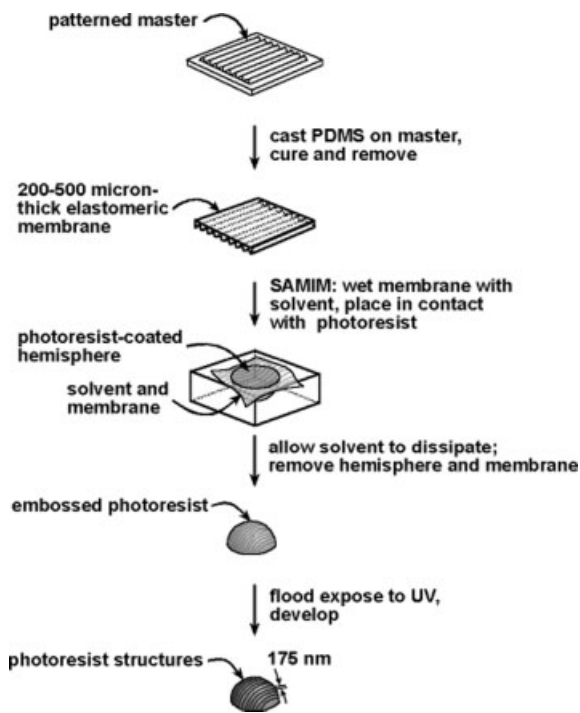 patterned master
cast PDMS on master,
cure and remove
200-500 micron-
thick elastomeric
membrane
SAMIM: wet membrane with
solvent, place in contact
with photoresist
photoresist-coated
hemisphere
solvent and
membrane
allow solvent to dissipate;
remove hemisphere and membrane
embossed photoresist
flood expose to UV,
develop
photoresist structures
175 nm